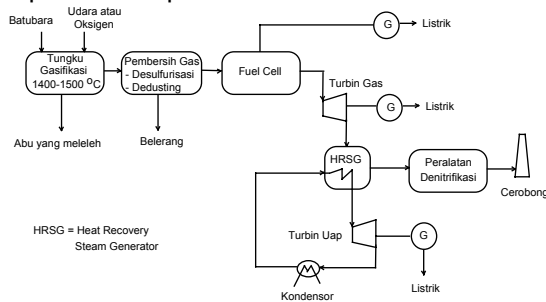 Batubara
Udara atau
Oksigen
Tungku
Gasifikasi
1400-1500 °C
Pembersih Gas
- Desulfurisasi
- Dedusting
Fuel Cell
G
Listrik
Turbin Gas
G
Listrik
Abu yang meleleh
Belerang
HRSG
Peralatan
Denitrifikasi
Cerobong
HRSG = Heat Recovery
Steam Generator
Turbin Uap
G
Listrik
Kondensor